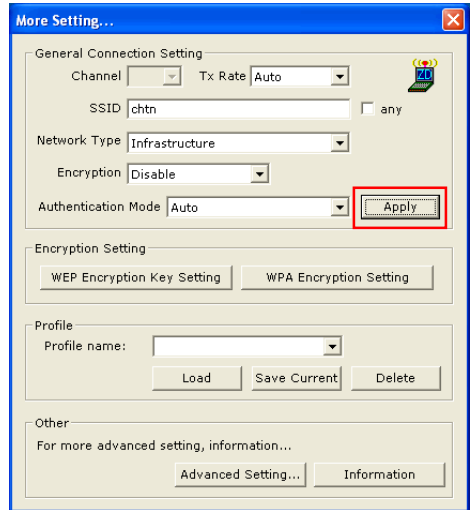 More Setting...
General Connection Setting
Channel Tx Rate Auto
ZD
SSID chtn any
Network Type Infrastructure
Encryption Disable
Authentication Mode Auto Apply
Encryption Setting
WEP Encryption Key Setting WPA Encryption Setting
Profile
Profile name:
Load Save Current Delete
Other
For more advanced setting, information...
Advanced Setting... Information